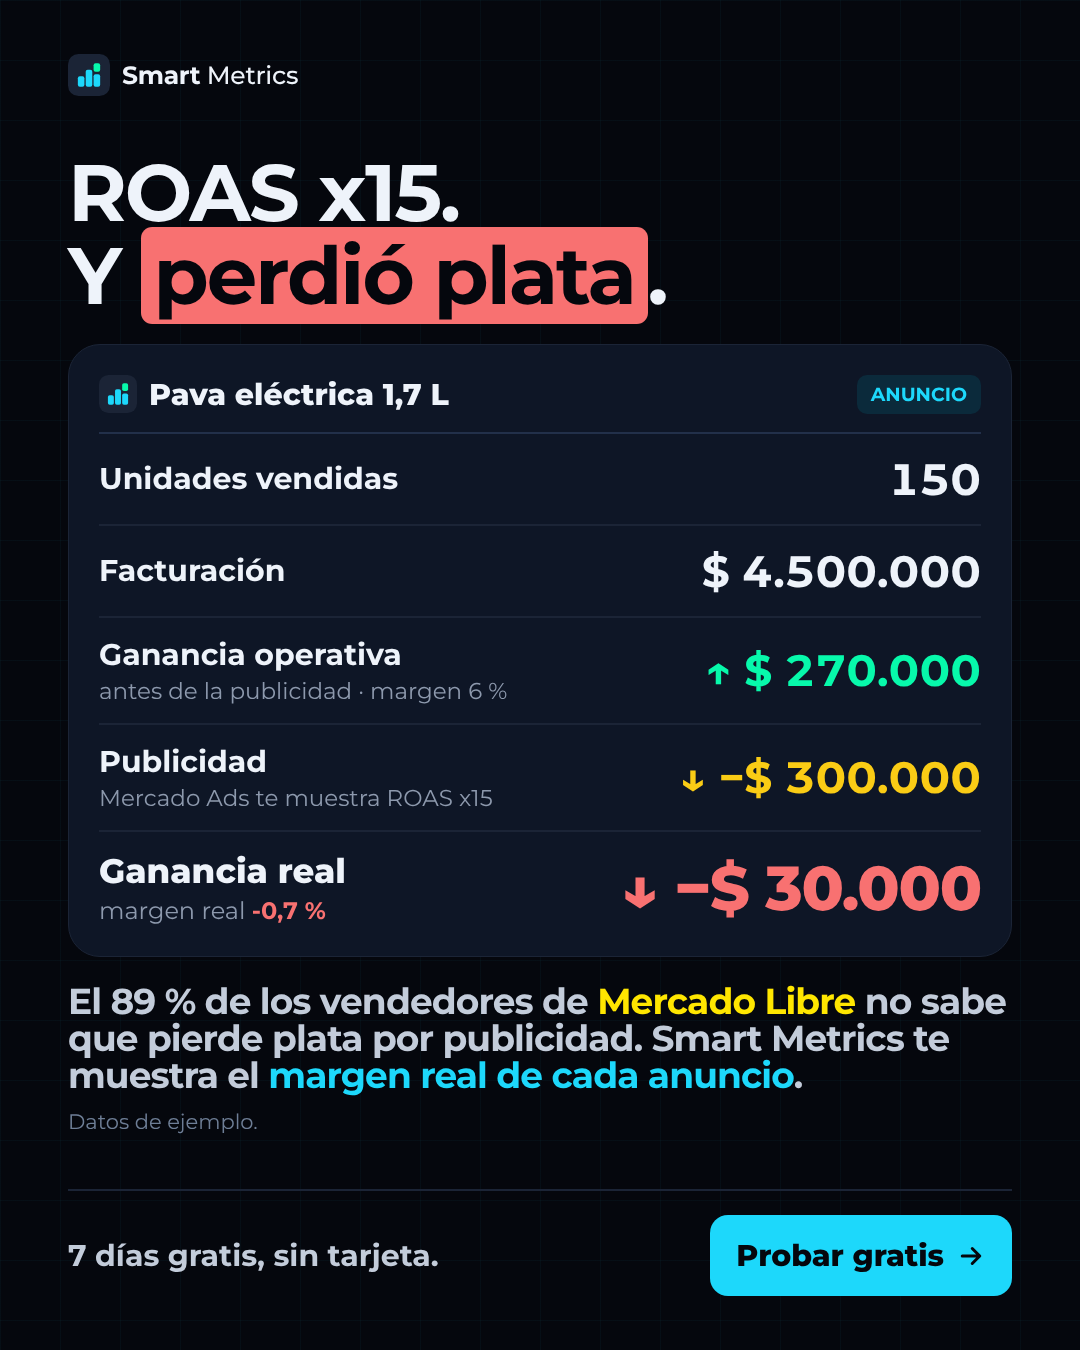 Smart Metrics
ROAS x15.
Y perdió plata.
Pava eléctrica 1,7 L
ANUNCIO
Unidades vendidas
150
Facturación
$ 4.500.000
Ganancia operativa
antes de la publicidad · margen 6 %
↑ $ 270.000
Publicidad
Mercado Ads te muestra ROAS x15
↓ −$ 300.000
Ganancia real
margen real -0,7 %
↓ −$ 30.000
El 89 % de los vendedores de Mercado Libre no sabe
que pierde plata por publicidad. Smart Metrics te
muestra el margen real de cada anuncio.
Datos de ejemplo.
7 días gratis, sin tarjeta.
Probar gratis →